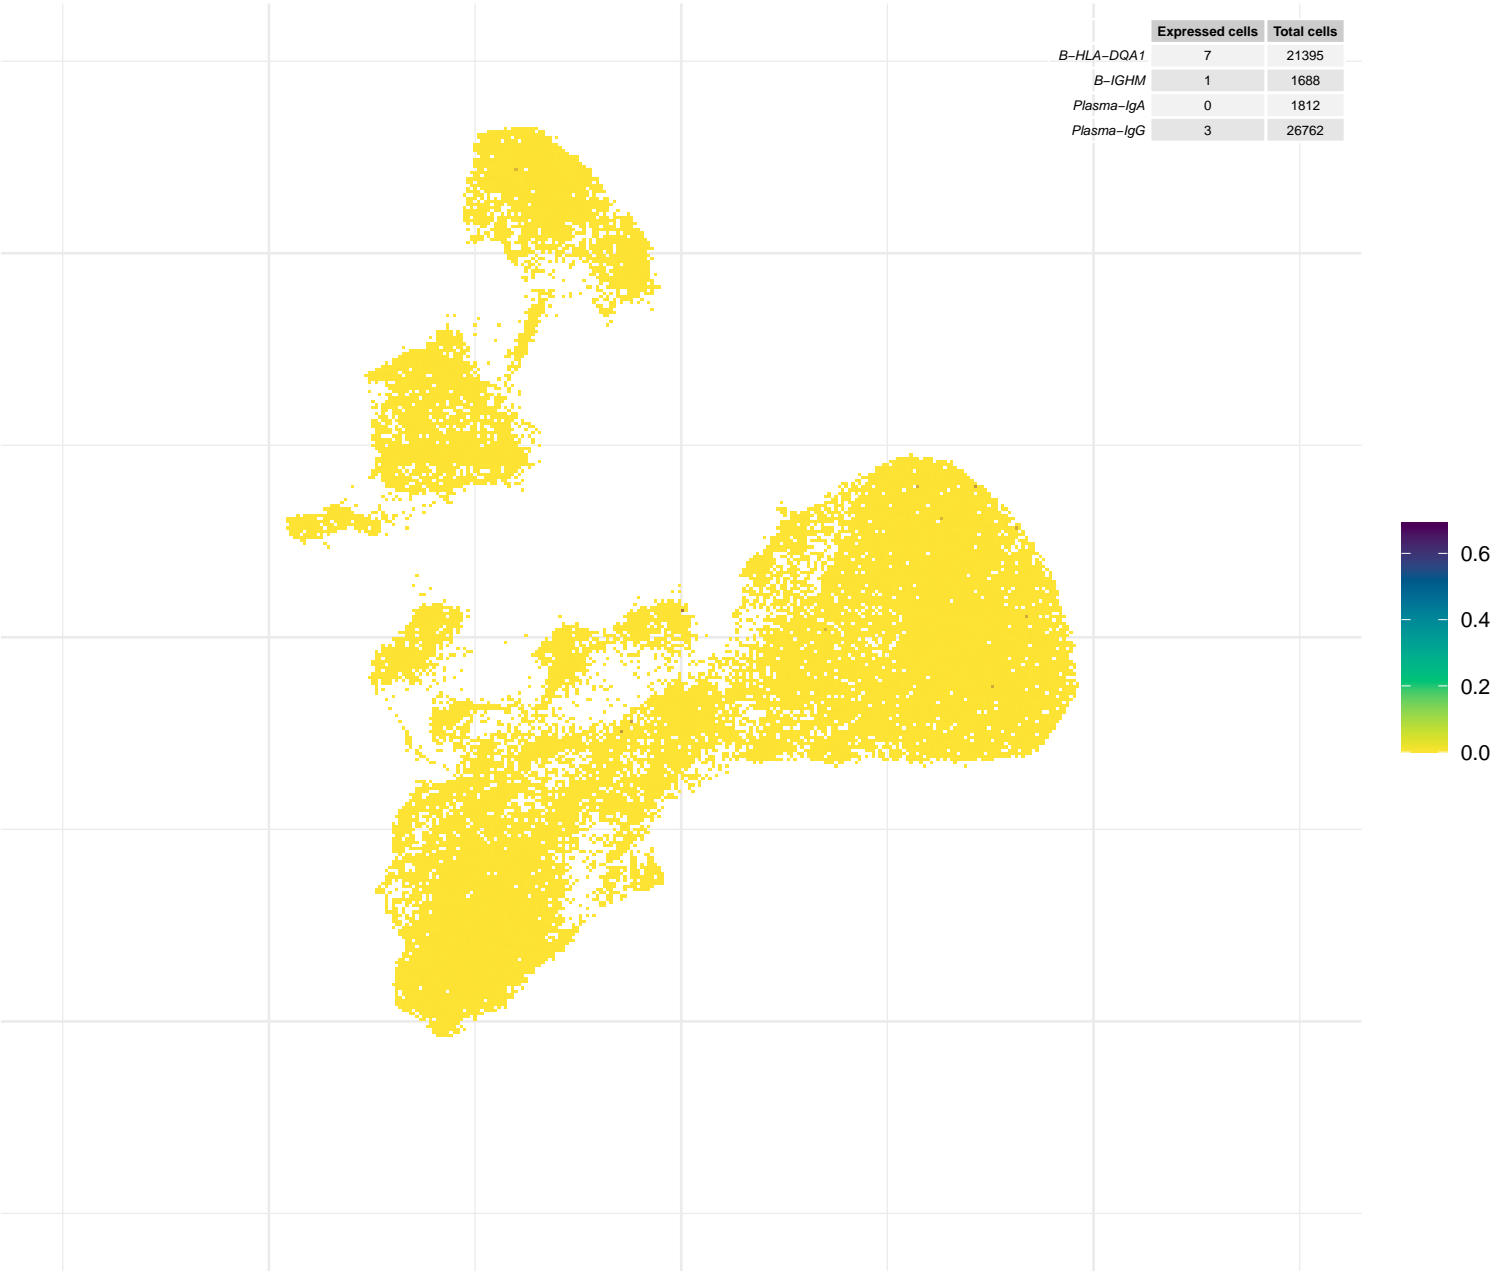 Expressed cells Total cells
B−HLA−DQA1 7 21395
B−IGHM 1 1688
Plasma−IgA 0 1812
Plasma−IgG 3 26762
0.6
0.4
0.2
0.0